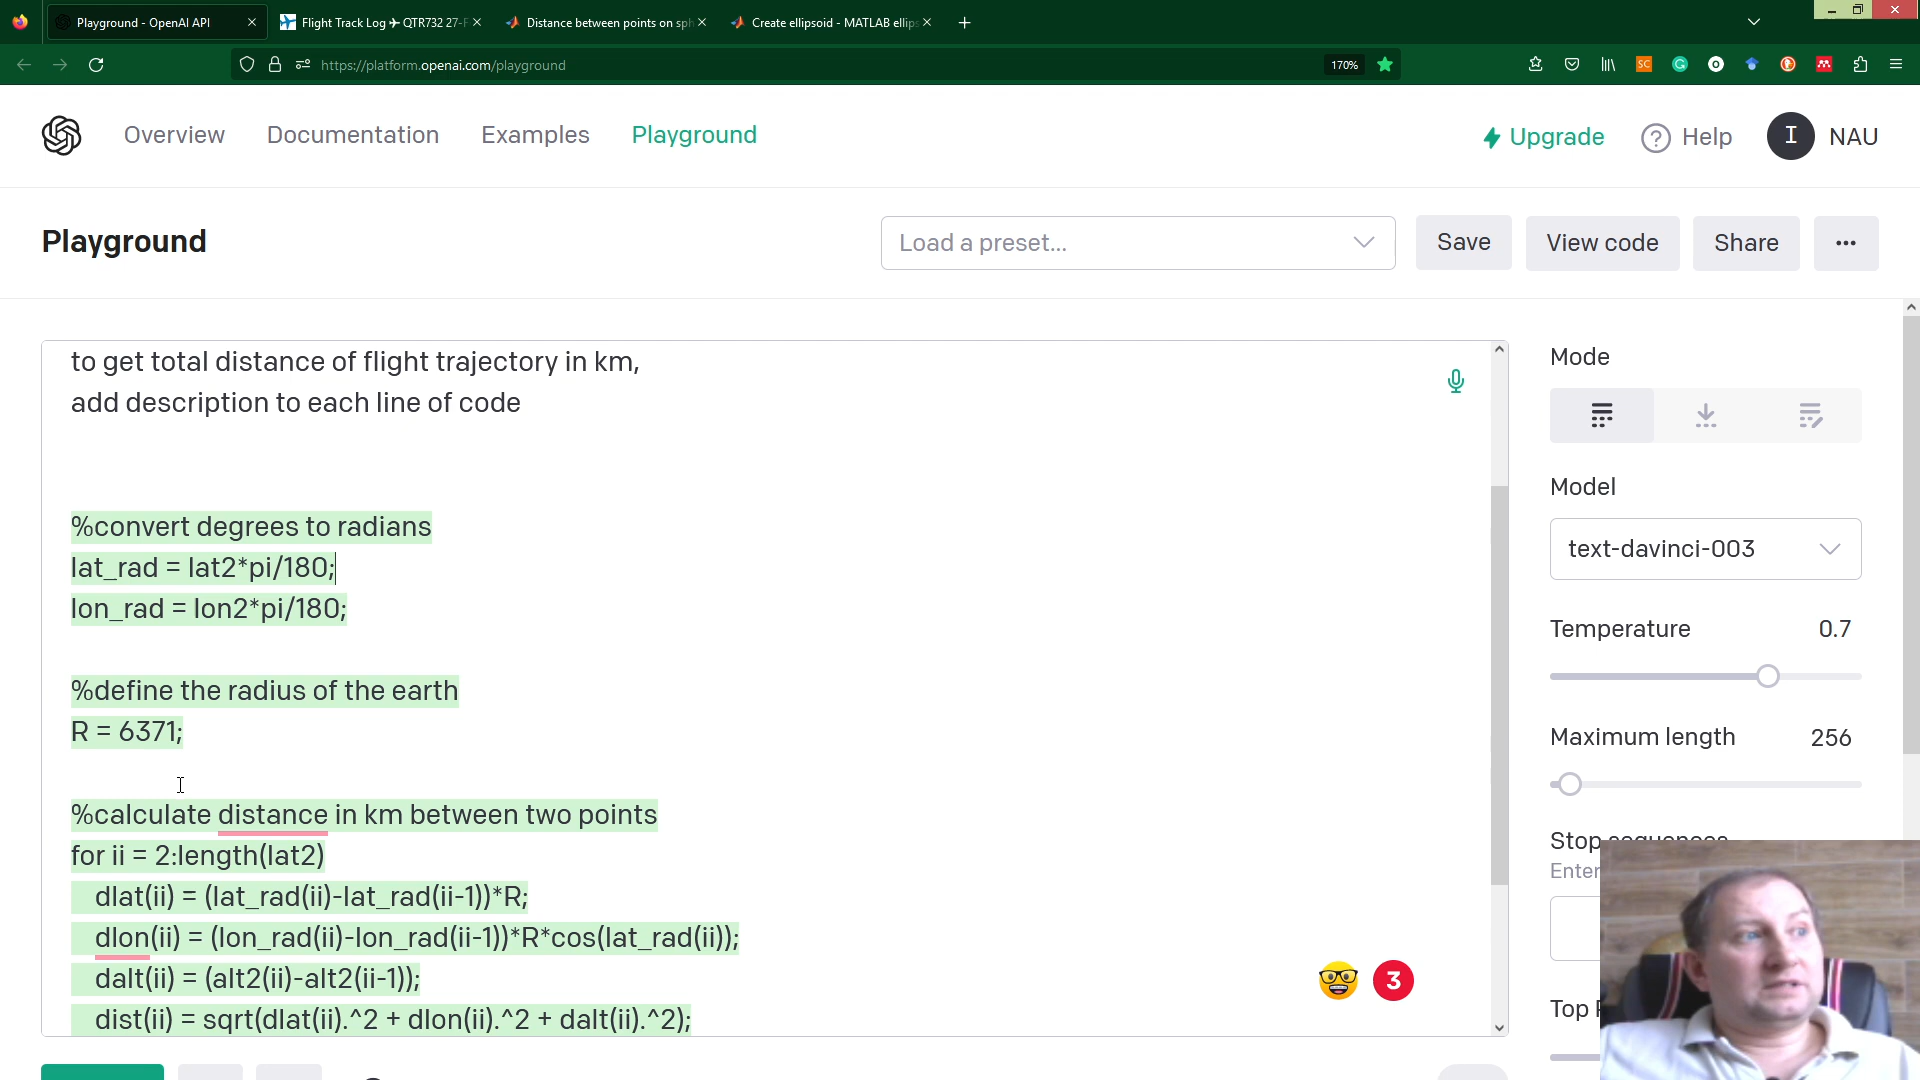 Playground - OpenAI API
Flight Track Log ✈ QTR732 27-F
Distance between points on sph
Create ellipsoid - MATLAB ellips
https://platform.openai.com/playground
170%
SC
Overview
Documentation
Examples
Playground
Upgrade
? Help
I
NAU
Playground
Load a preset...
Save
View code
Share
to get total distance of flight trajectory in km,
add description to each line of code
%convert degrees to radians
lat_rad = lat2*pi/180;
lon_rad = lon2*pi/180;
%define the radius of the earth
R = 6371;
%calculate distance in km between two points
for ii = 2:length(lat2)
dlat(ii) = (lat_rad(ii)-lat_rad(ii-1))*R;
dlon(ii) = (lon_rad(ii)-lon_rad(ii-1))*R*cos(lat_rad(ii));
dalt(ii) = (alt2(ii)-alt2(ii-1));
dist(ii) = sqrt(dlat(ii).^2 + dlon(ii).^2 + dalt(ii).^2);
3
Mode
Model
text-davinci-003
Temperature
0.7
Maximum length
256
Stop sequences
Enter
Top P